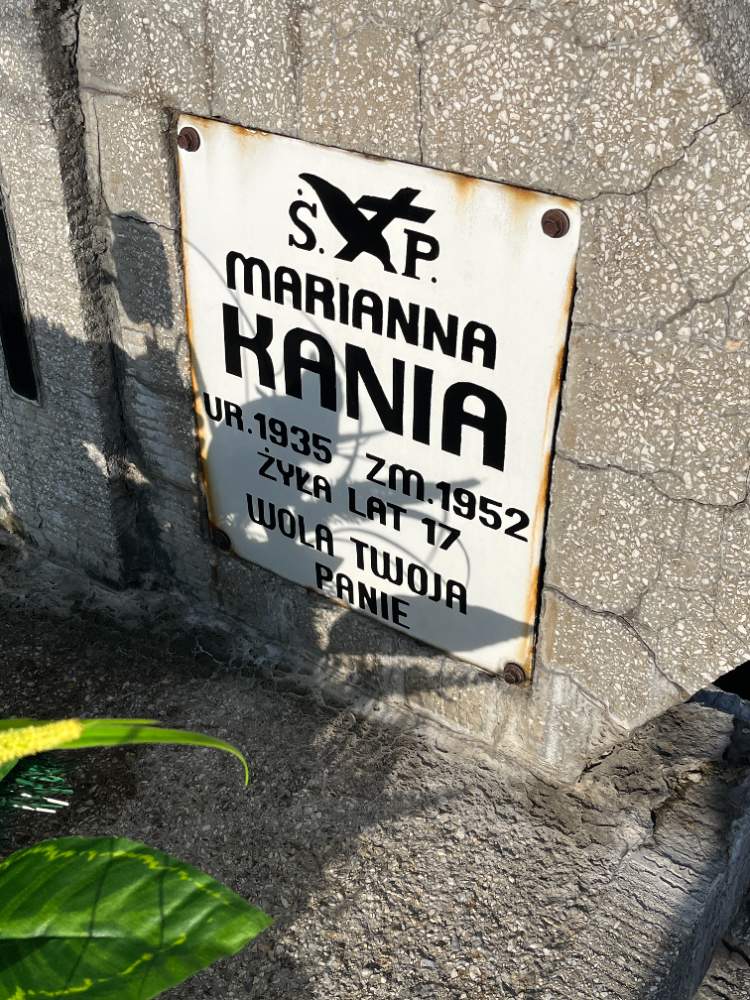 Ś. P.
MARIANNA
KANIA
UR.1935 ZM.1952
ŻYŁA LAT 17
WOLA TWOJA
PANIE